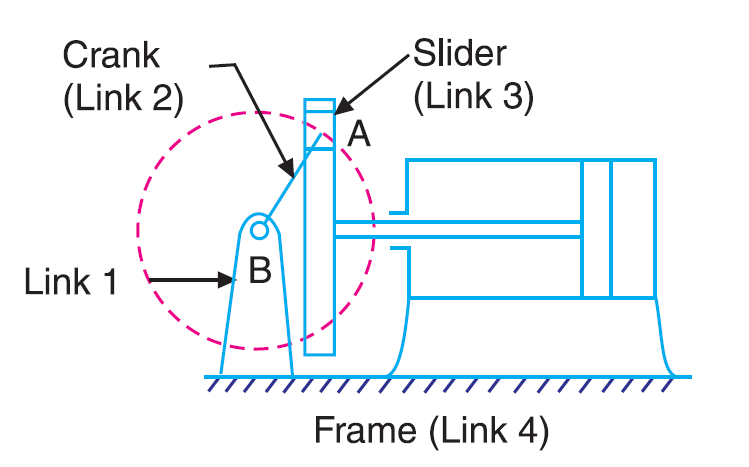 Crank
(Link 2)
Slider
(Link 3)
A
Link 1
B
Frame (Link 4)